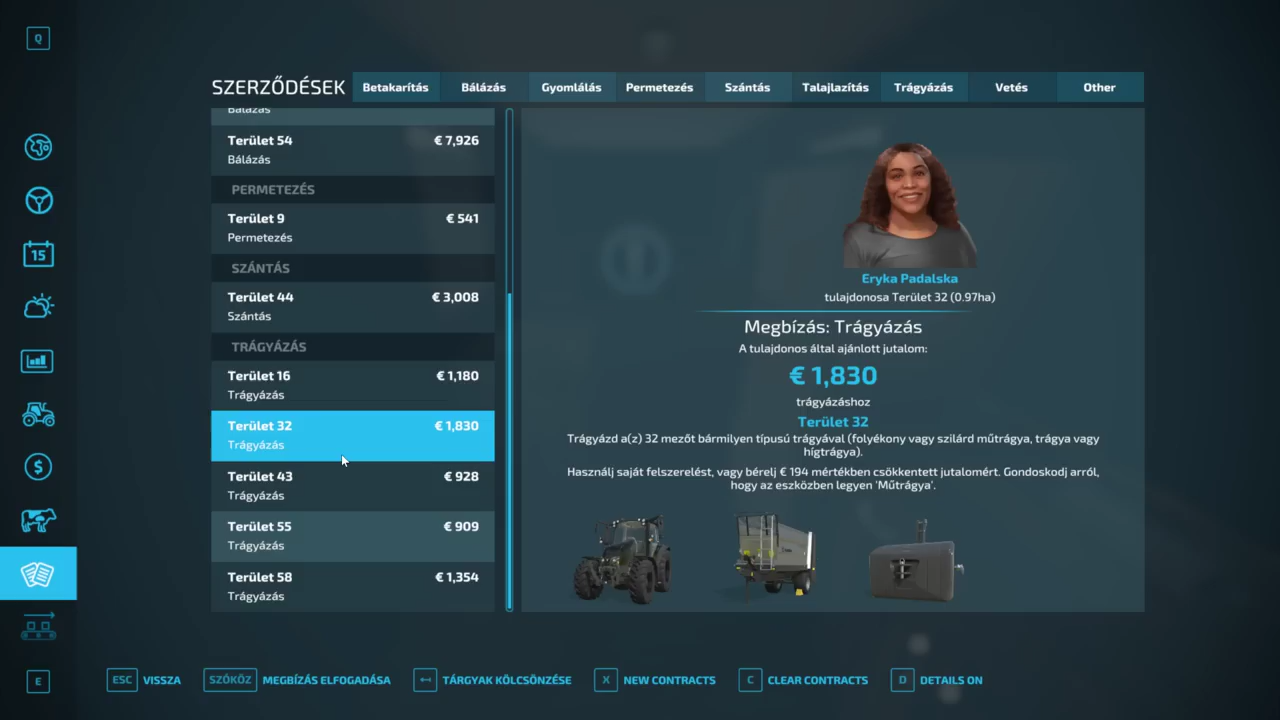 Q
SZERZŐDÉSEK
Betakarítás
Bálázás
Gyomlálás
Permetezés
Szántás
Talajlazítás
Trágyázás
Vetés
Other
Bálázás
Terület 54 € 7,926
Bálázás
PERMETEZÉS
Terület 9 € 541
Permetezés
SZÁNTÁS
Terület 44 € 3,008
Szántás
TRÁGYÁZÁS
Terület 16 € 1,180
Trágyázás
Terület 32 € 1,830
Trágyázás
Terület 43 € 928
Trágyázás
Terület 55 € 909
Trágyázás
Terület 58 € 1,354
Trágyázás
Eryka Padalska
tulajdonosa Terület 32 (0.97ha)
Megbízás: Trágyázás
A tulajdonos által ajánlott jutalom:
€ 1,830
trágyázáshoz
Terület 32
Trágyázd a(z) 32 mezőt bármilyen típusú trágyával (folyékony vagy szilárd műtrágya, trágya vagy
hígtrágya).
Használj saját felszerelést, vagy bérelj € 194 mértékben csökkentett jutalomért. Gondoskodj arról,
hogy az eszközben legyen 'Műtrágya'.
15
$
E
ESC VISSZA
SZÓKÖZ MEGBÍZÁS ELFOGADÁSA
TÁRGYAK KÖLCSÖNZÉSE
X NEW CONTRACTS
C CLEAR CONTRACTS
D DETAILS ON